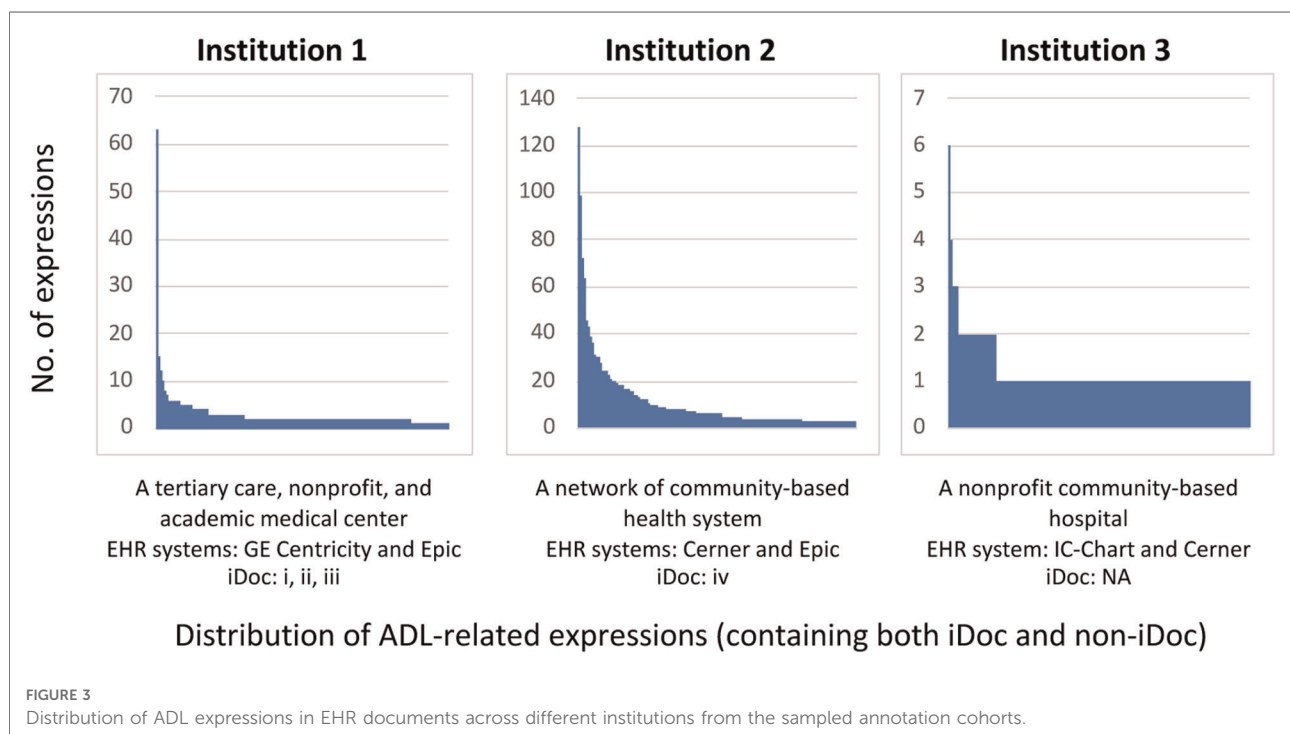 Institution 1
Institution 2
Institution 3
No. of expressions
70
60
50
40
30
20
10
0
140
120
100
80
60
40
20
0
7
6
5
4
3
2
1
0
A tertiary care, nonprofit, and
academic medical center
EHR systems: GE Centricity and Epic
iDoc: i, ii, iii
A network of community-based
health system
EHR systems: Cerner and Epic
iDoc: iv
A nonprofit community-based
hospital
EHR system: IC-Chart and Cerner
iDoc: NA
Distribution of ADL-related expressions (containing both iDoc and non-iDoc)
FIGURE 3
Distribution of ADL expressions in EHR documents across different institutions from the sampled annotation cohorts.